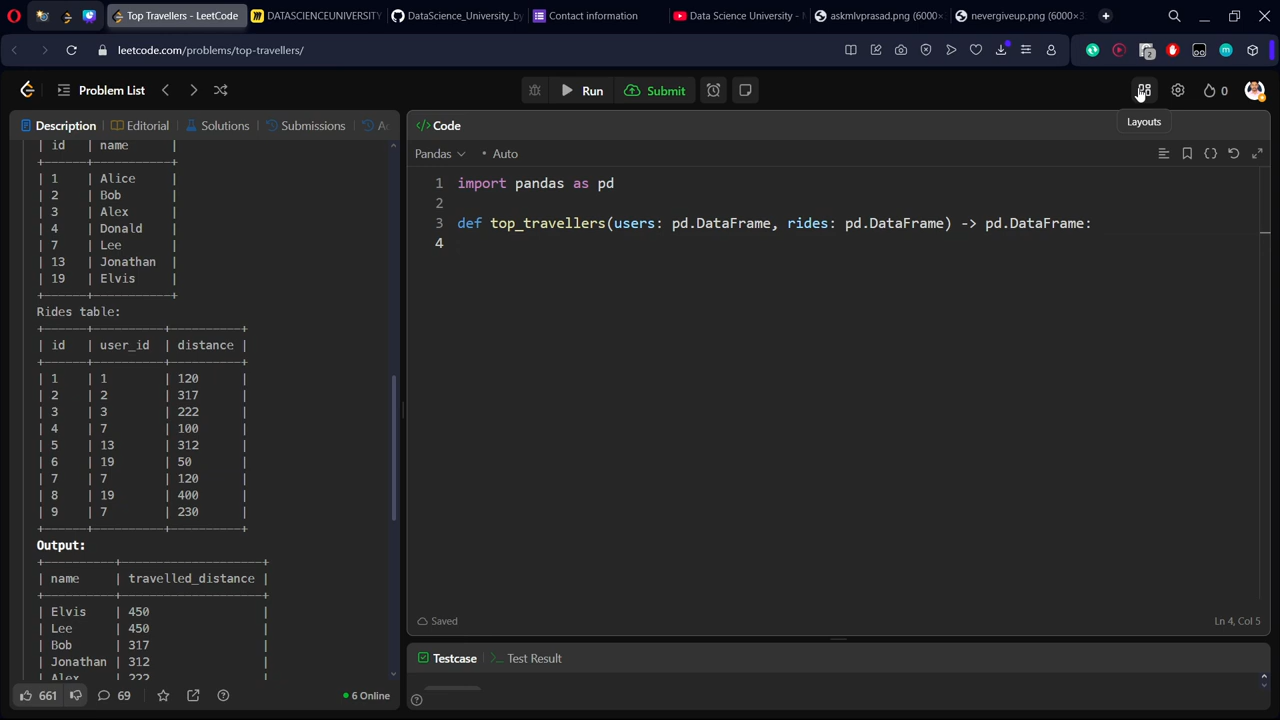 Top Travellers - LeetCode
DATASCIENCEUNIVERSITY
DataScience_University_by
Contact information
Data Science University -
askmlvprasad.png (6000×
nevergiveup.png (6000×3
leetcode.com/problems/top-travellers/
2
Problem List
Run
Submit
0
Layouts
Description
Editorial
Solutions
Submissions
Ac
| id | name |
+------+-----------+
| 1 | Alice |
| 2 | Bob |
| 3 | Alex |
| 4 | Donald |
| 7 | Lee |
| 13 | Jonathan |
| 19 | Elvis |
+------+-----------+
Rides table:
+------+----------+----------+
| id | user_id | distance |
+------+----------+----------+
| 1 | 1 | 120 |
| 2 | 2 | 317 |
| 3 | 3 | 222 |
| 4 | 7 | 100 |
| 5 | 13 | 312 |
| 6 | 19 | 50 |
| 7 | 7 | 120 |
| 8 | 19 | 400 |
| 9 | 7 | 230 |
+------+----------+----------+
Output:
+----------+--------------------+
| name | travelled_distance |
+----------+--------------------+
| Elvis | 450 |
| Lee | 450 |
| Bob | 317 |
| Jonathan | 312 |
| Alex | 222 |
661
69
6 Online
</> Code
Pandas
• Auto
1 import pandas as pd
2
3 def top_travellers(users: pd.DataFrame, rides: pd.DataFrame) -> pd.DataFrame:
4
Saved
Ln 4, Col 5
Testcase
Test Result